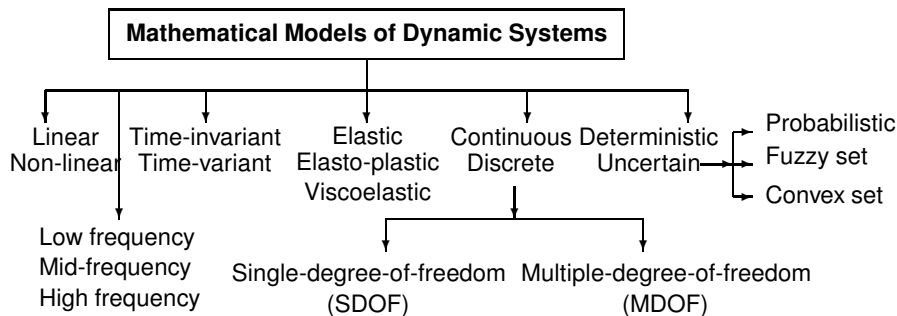 Mathematical Models of Dynamic Systems
Linear
Non-linear
Time-invariant
Time-variant
Elastic
Elasto-plastic
Viscoelastic
Continuous
Discrete
Deterministic
Uncertain
Probabilistic
Fuzzy set
Convex set
Low frequency
Mid-frequency
High frequency
Single-degree-of-freedom
(SDOF)
Multiple-degree-of-freedom
(MDOF)